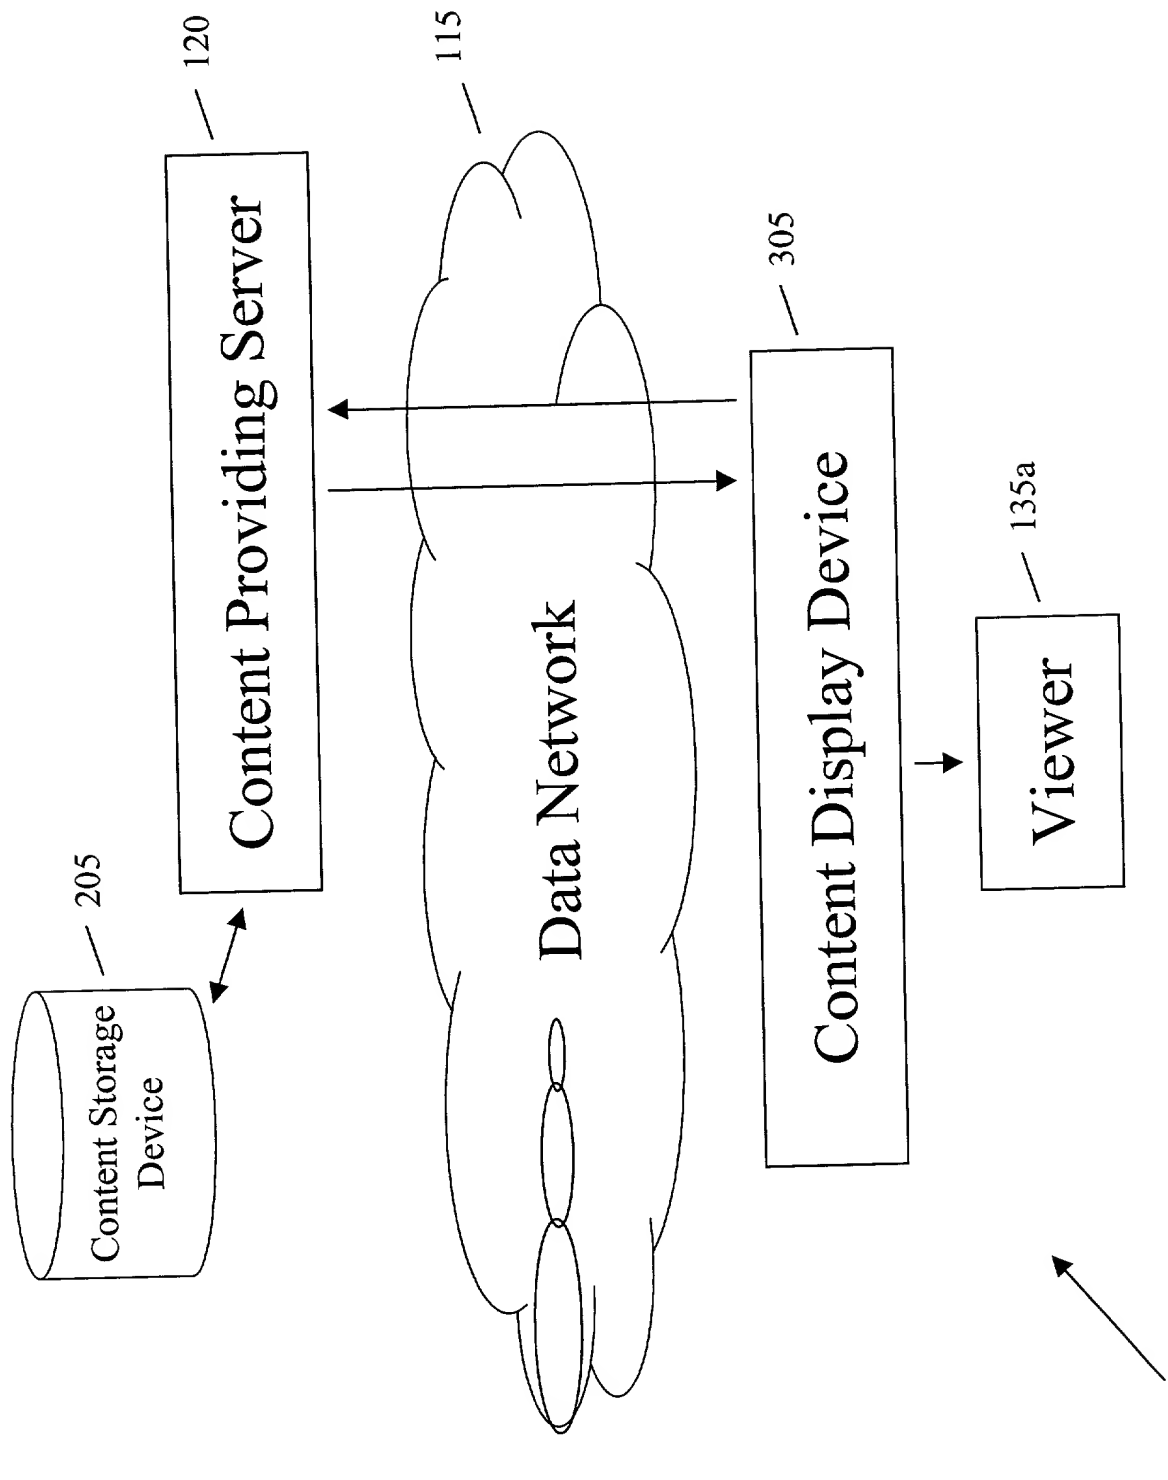 205
Content Storage
Device
120
Content Providing Server
115
Data Network
305
Content Display Device
135a
Viewer